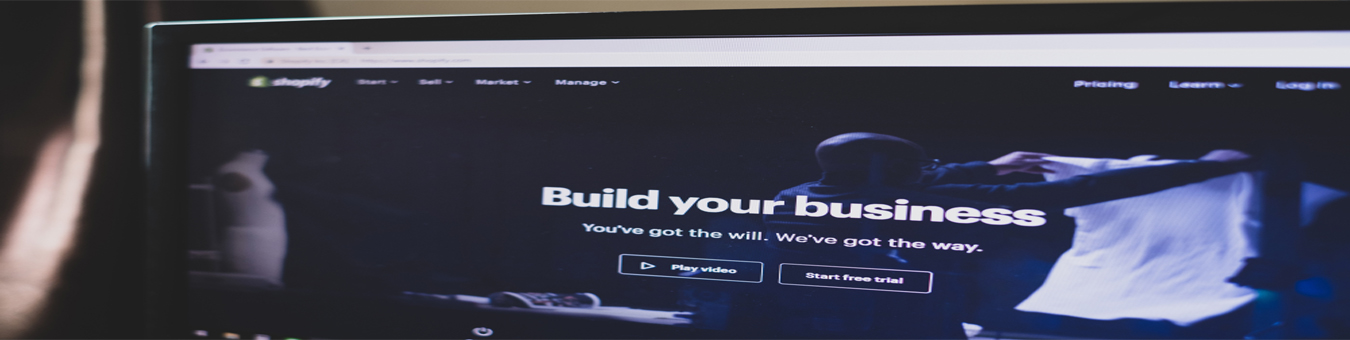 shopify Start Sell Market Manage Pricing Learn Log in
Build your business
You've got the will. We've got the way.
Play video Start free trial